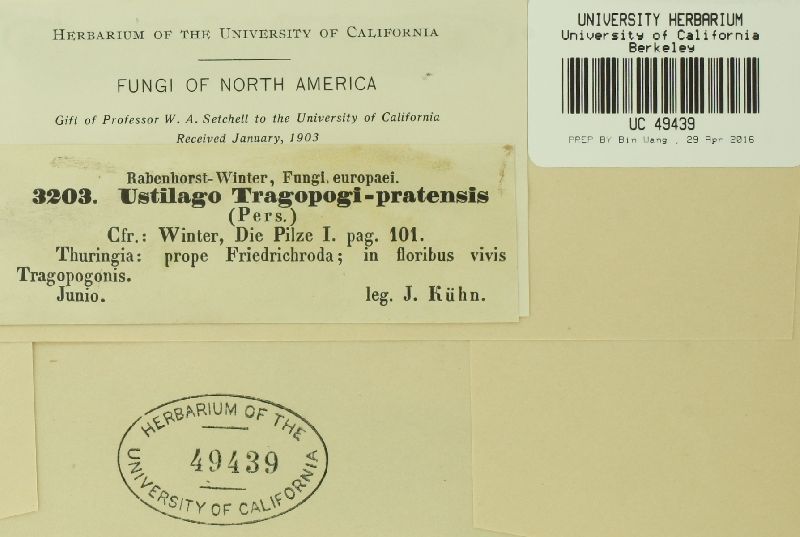 HERBARIUM OF THE UNIVERSITY OF CALIFORNIA
FUNGI OF NORTH AMERICA
Gift of Professor W. A. Setchell to the University of California
Received January, 1903
Rabenhorst-Winter, Fungi. europaei.
3203. Ustilago Tragopogi-pratensis
(Pers.)
Cfr.: Winter, Die Pilze I. pag. 101.
Thuringia: prope Friedrichroda; in floribus vivis
Tragopogonis.
Junio. leg. J. Kühn.
UNIVERSITY HERBARIUM
University of California
Berkeley
UC 49439
PREP BY Bin Wang , 29 Apr 2016
HERBARIUM OF THE
49439
UNIVERSITY OF CALIFORNIA